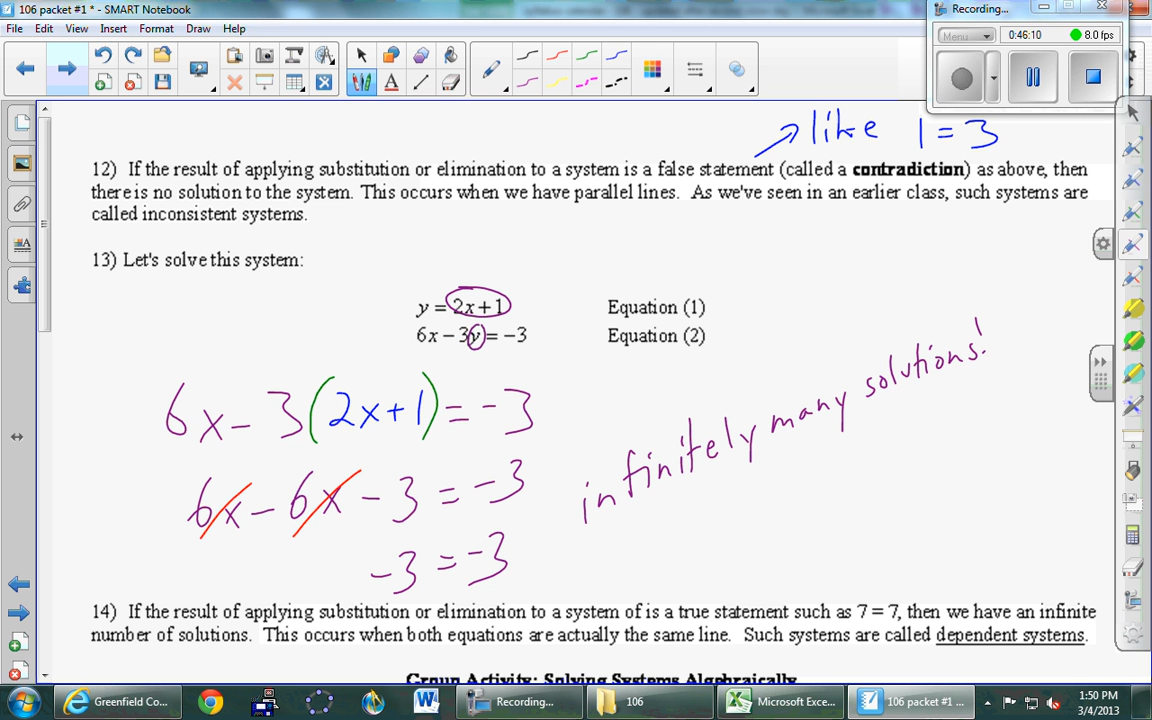 106 packet #1 * - SMART Notebook
Recording...
File Edit View Insert Format Draw Help
Menu 0:46:10 8.0 fps
like 1 = 3
12) If the result of applying substitution or elimination to a system is a false statement (called a contradiction) as above, then
there is no solution to the system. This occurs when we have parallel lines. As we've seen in an earlier class, such systems are
called inconsistent systems.
13) Let's solve this system:
y = 2x+1 Equation (1)
6x − 3y = −3 Equation (2)
6x − 3(2x+1) = −3
infinitely many solutions!
6x − 6x − 3 = −3
−3 = −3
14) If the result of applying substitution or elimination to a system of is a true statement such as 7 = 7, then we have an infinite
number of solutions. This occurs when both equations are actually the same line. Such systems are called dependent systems.
Group Activity: Solving Systems Algebraically
Greenfield Co... Recording... 106 Microsoft Exce... 106 packet #1 ... 1:50 PM
3/4/2013